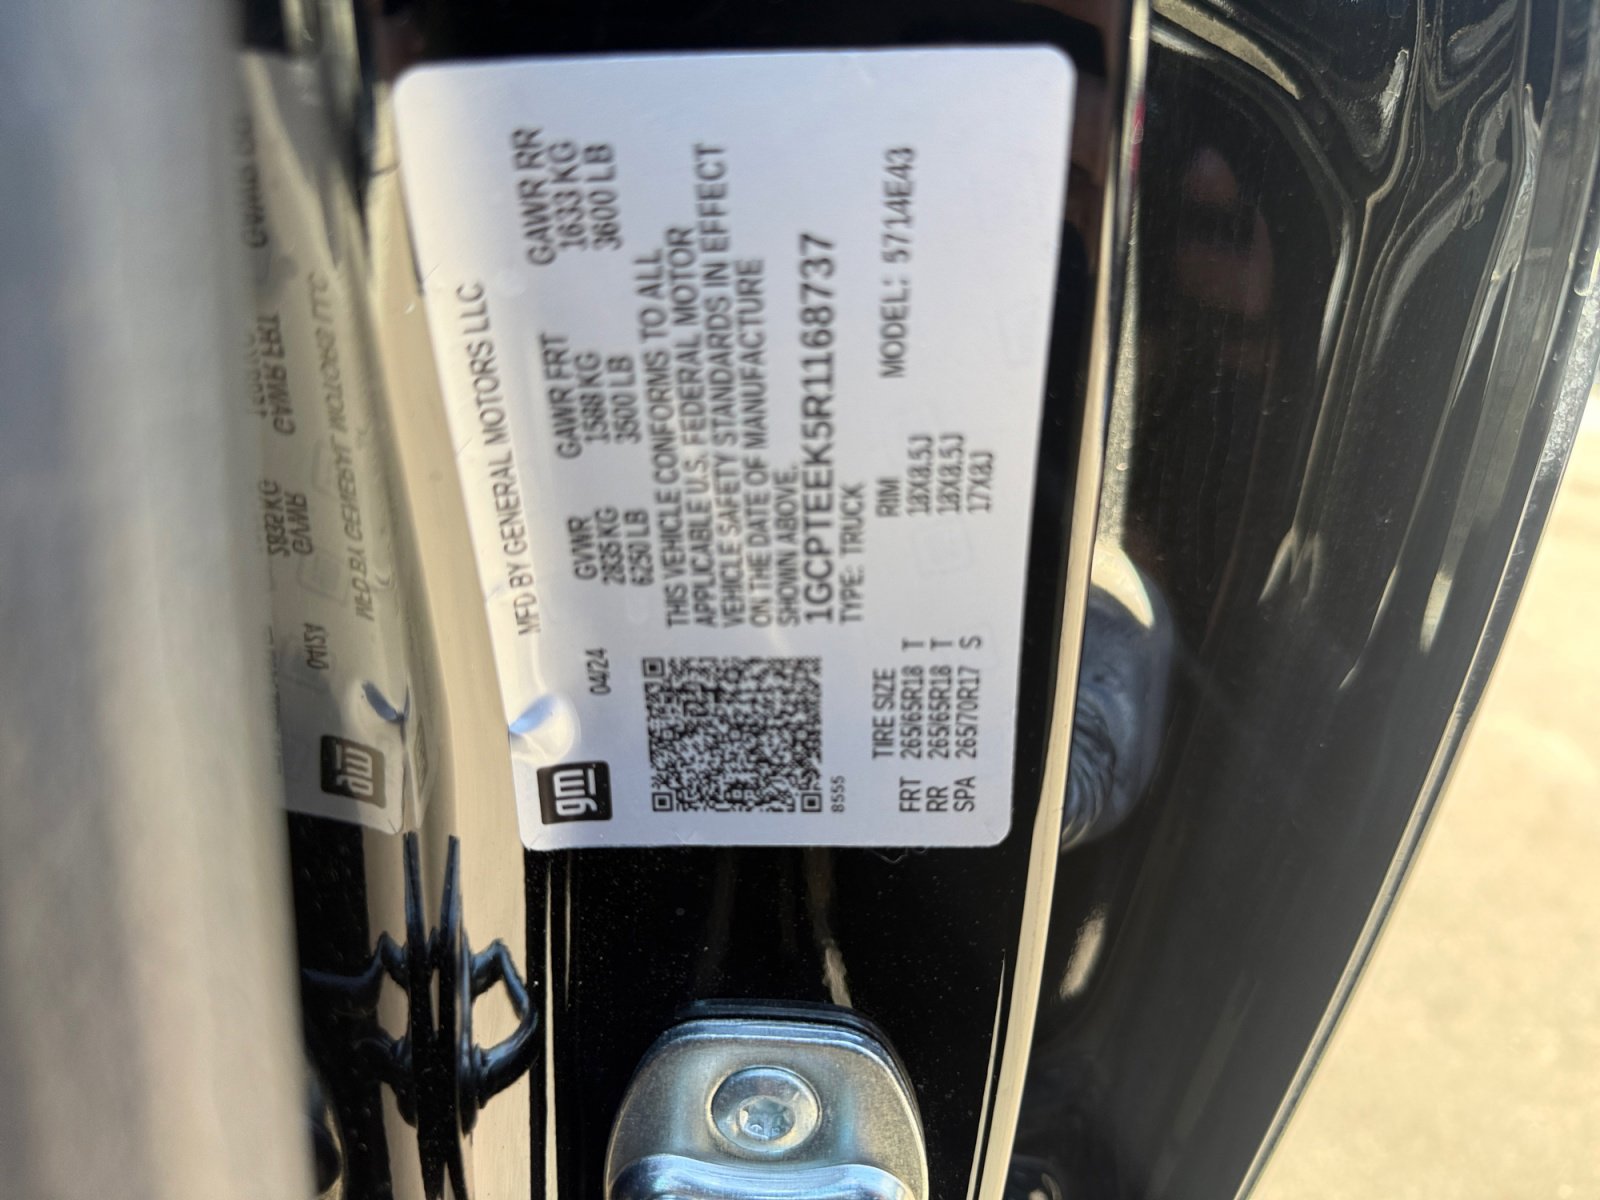 gm
MFD BY GENERAL MOTORS LLC
04/24
GVWR GAWR FRT GAWR RR
2835 KG 1588 KG 1633 KG
6250 LB 3500 LB 3600 LB
THIS VEHICLE CONFORMS TO ALL
APPLICABLE U.S. FEDERAL MOTOR
VEHICLE SAFETY STANDARDS IN EFFECT
ON THE DATE OF MANUFACTURE
SHOWN ABOVE.
1GCPTEEK5R1168737
8555 TYPE: TRUCK
TIRE SIZE RIM MODEL: 5714E43
FRT 265/65R18 T 18X8.5J
RR 265/65R18 T 18X8.5J
SPA 265/70R17 S 17X8J